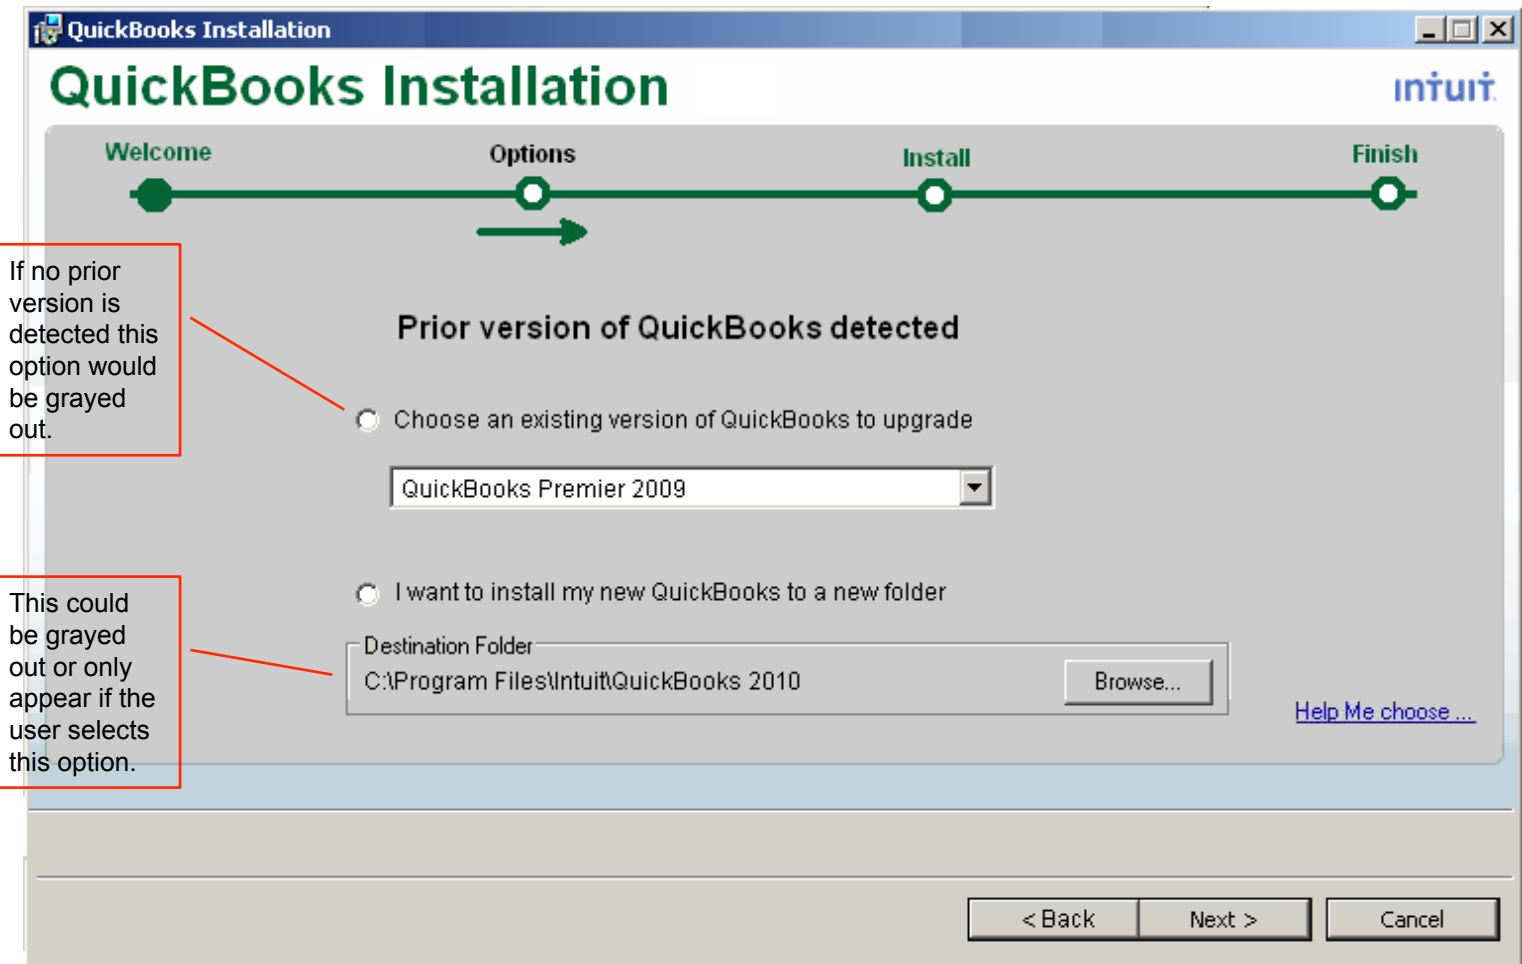 QuickBooks Installation
QuickBooks Installation
intuit.
Welcome
Options
Install
Finish
If no prior
version is
detected this
option would
be grayed
out.
Prior version of QuickBooks detected
Choose an existing version of QuickBooks to upgrade
QuickBooks Premier 2009
I want to install my new QuickBooks to a new folder
This could
be grayed
out or only
appear if the
user selects
this option.
Destination Folder
C:\Program Files\Intuit\QuickBooks 2010
Browse...
Help Me choose ...
< Back
Next >
Cancel